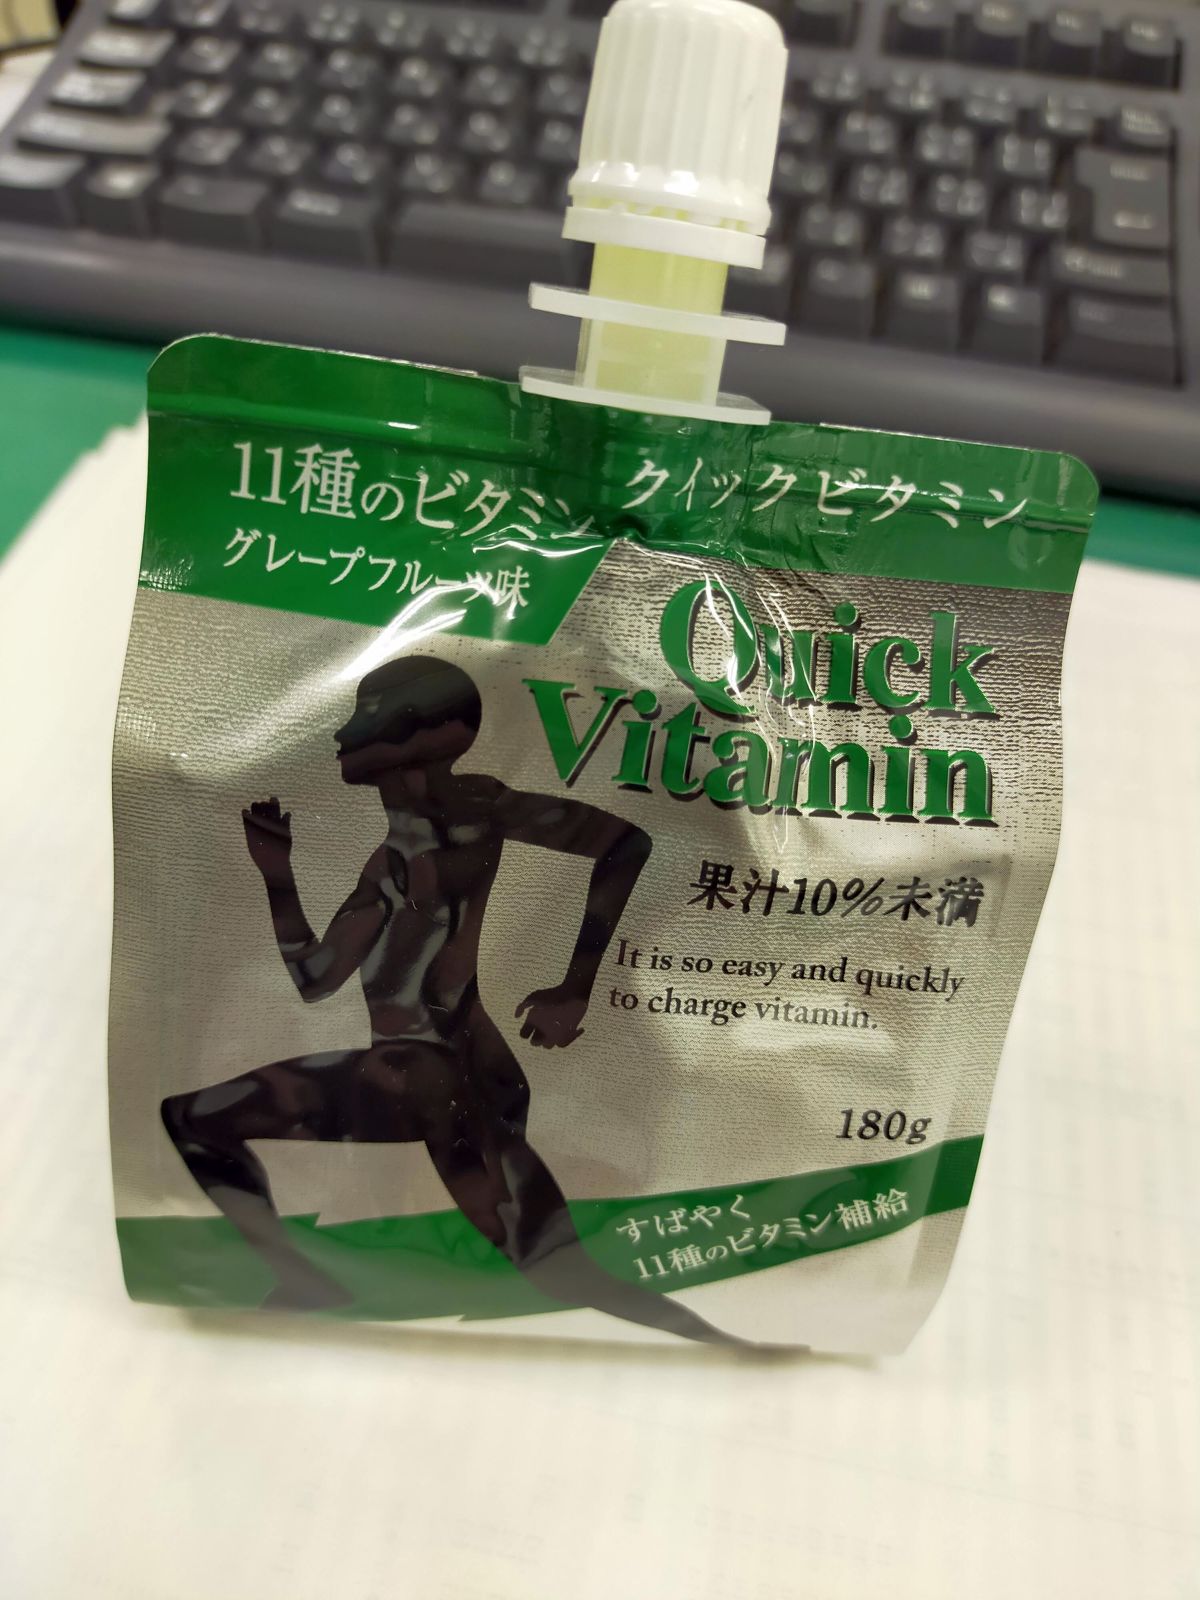 11種のビタミン
グレープフルーツ味
クイックビタミン
Quick
Vitamin
果汁10%未満
It is so easy and quickly
to charge vitamin.
180g
すばやく
11種のビタミン補給